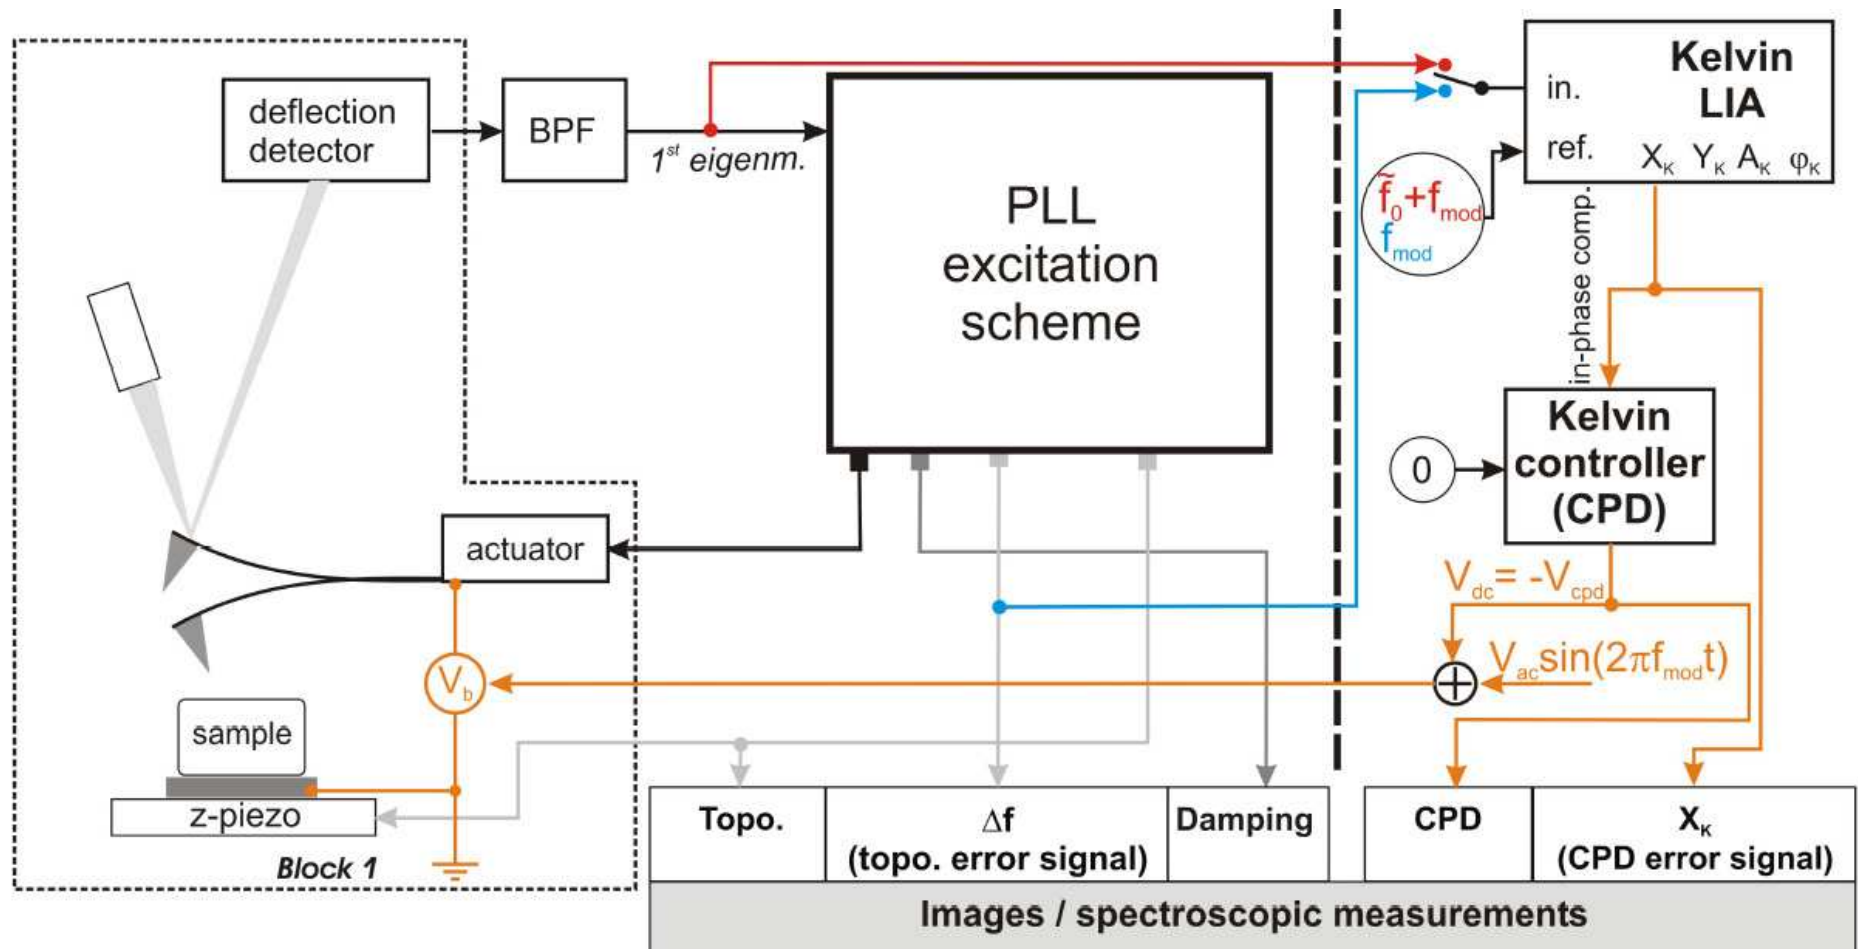 deflection
detector
BPF
1st eigenm.
PLL
excitation
scheme
Kelvin
LIA
in.
ref.
XK YK AK φK
f̃0+fmod
fmod
in-phase comp.
Kelvin
controller
(CPD)
0
actuator
Vdc= -Vcpd
Vacsin(2πfmodt)
Vb
sample
z-piezo
Block 1
Topo.
Δf
(topo. error signal)
Damping
CPD
XK
(CPD error signal)
Images / spectroscopic measurements